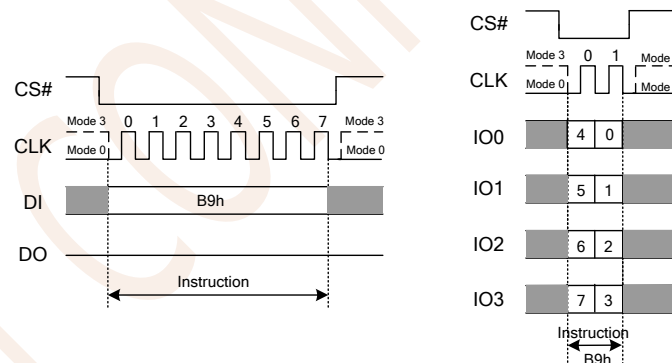 CS#
Mode 3 0 1 2 3 4 5 6 7 Mode 3
CLK Mode 0 Mode 0
DI B9h
DO
Instruction
CS#
Mode 3 0 1 Mode
CLK Mode 0 Mode
IO0 4 0
IO1 5 1
IO2 6 2
IO3 7 3
Instruction
B9h